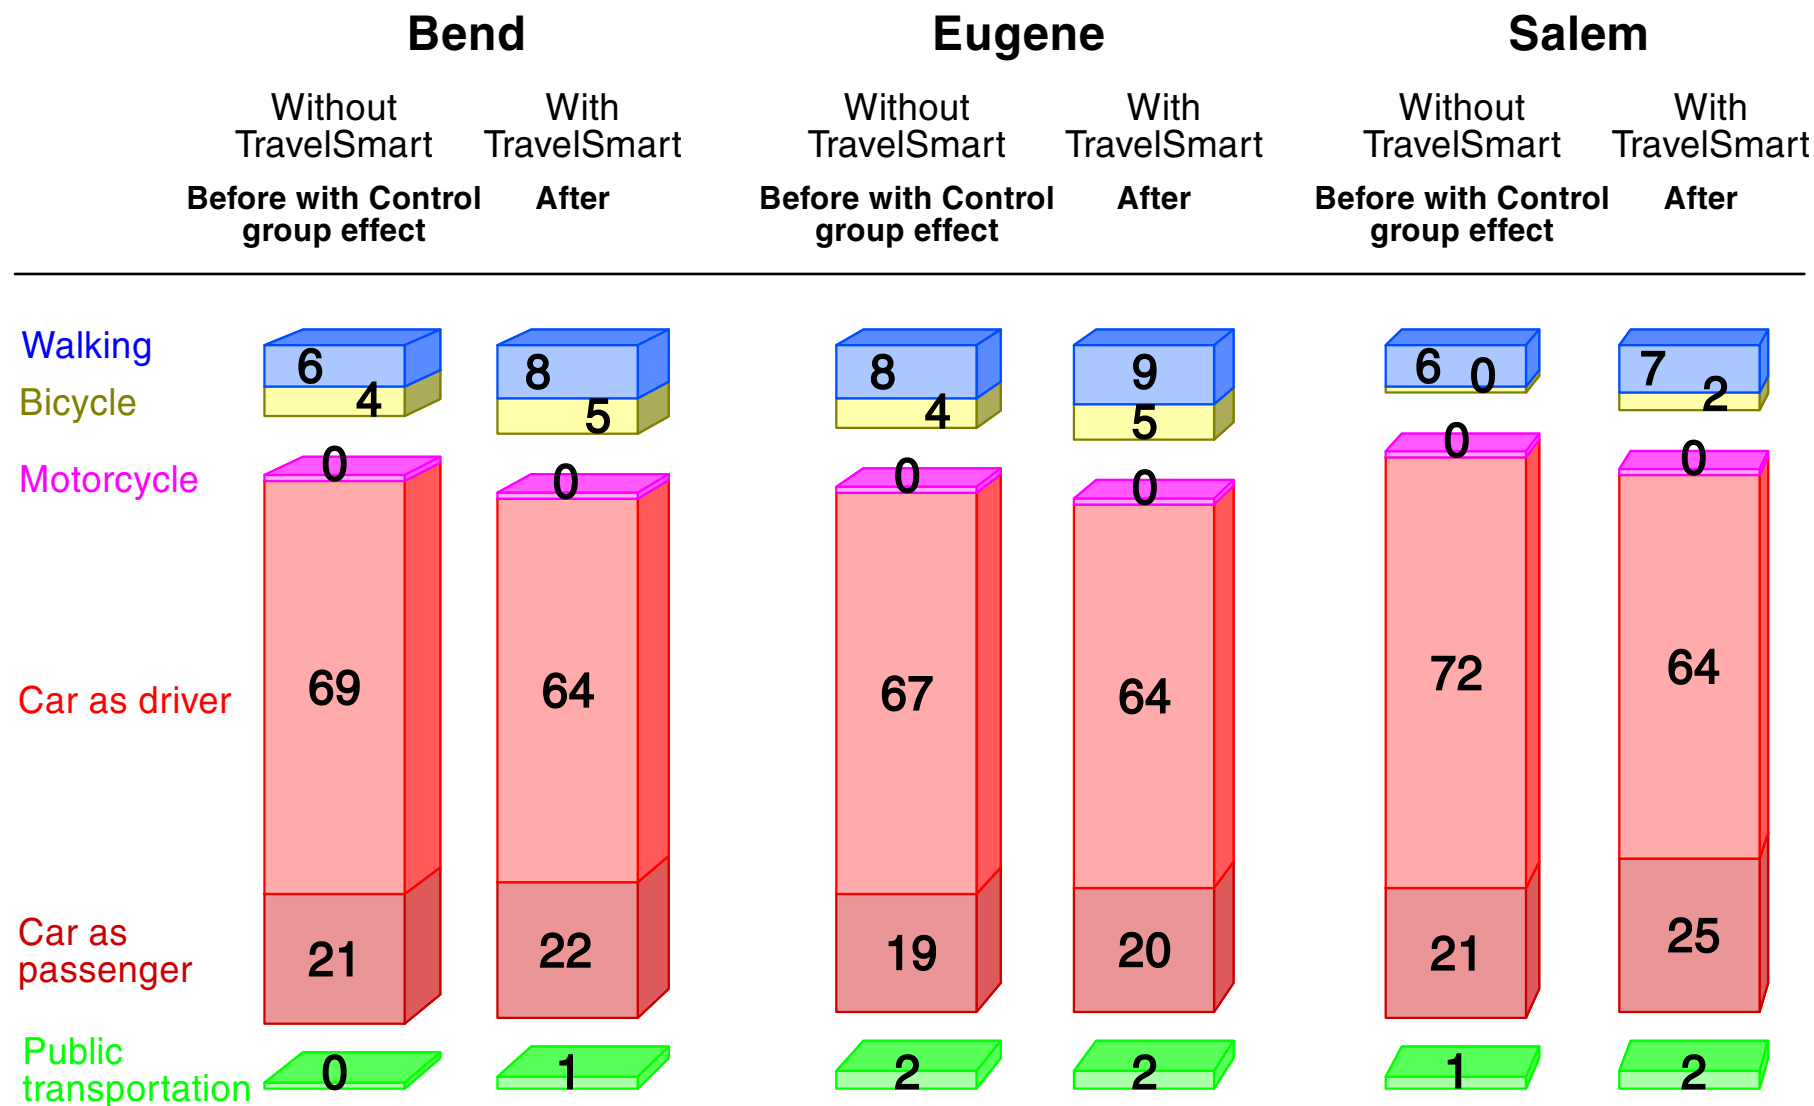 Bend Eugene Salem
Without With Without With Without With
TravelSmart TravelSmart TravelSmart TravelSmart TravelSmart TravelSmart
Before with Control After Before with Control After Before with Control After
group effect group effect group effect
Walking 6 8 8 9 6 0 7
Bicycle 4 5 4 5 2
Motorcycle 0 0 0 0 0 0
Car as driver 69 64 67 64 72 64
Car as
passenger 21 22 19 20 21 25
Public
transportation 0 1 2 2 1 2